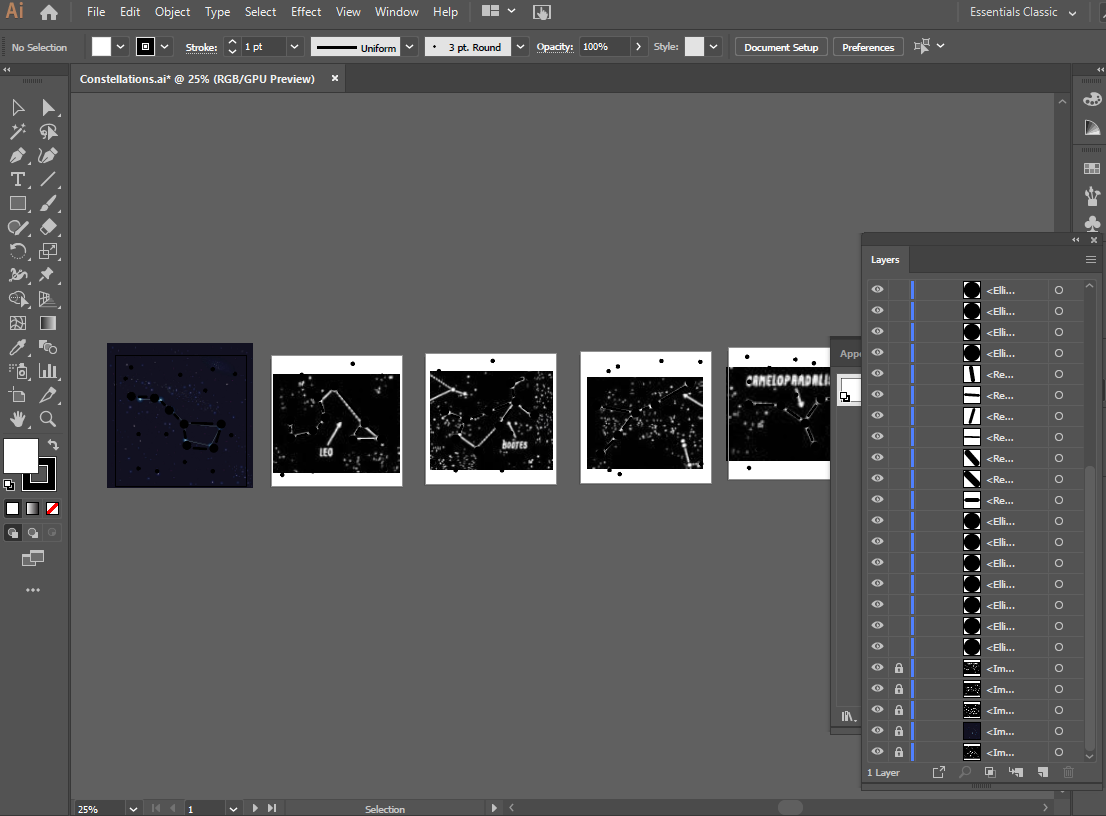 Ai File Edit Object Type Select Effect View Window Help Essentials Classic
No Selection Stroke: 1 pt Uniform 3 pt. Round Opacity: 100% Style: Document Setup Preferences
Constellations.ai* @ 25% (RGB/GPU Preview)
Layers
<Elli...
<Elli...
<Elli...
<Elli...
Appe
<Re...
CAMELOPARDALI
<Re...
<Re...
<Re...
LEO
BOOTES
<Re...
<Re...
<Re...
<Elli...
<Elli...
<Elli...
<Elli...
<Elli...
<Elli...
<Elli...
<Im...
<Im...
<Im...
<Im...
<Im...
1 Layer
25% 1 Selection